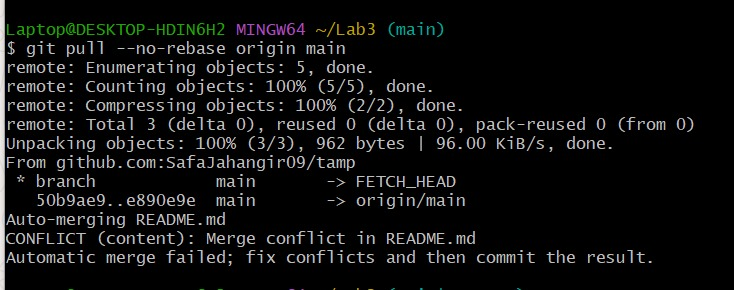 Laptop@DESKTOP-HDIN6H2 MINGW64 ~/Lab3 (main)
$ git pull --no-rebase origin main
remote: Enumerating objects: 5, done.
remote: Counting objects: 100% (5/5), done.
remote: Compressing objects: 100% (2/2), done.
remote: Total 3 (delta 0), reused 0 (delta 0), pack-reused 0 (from 0)
Unpacking objects: 100% (3/3), 962 bytes | 96.00 KiB/s, done.
From github.com:SafaJahangir09/tamp
 * branch            main       -> FETCH_HEAD
   50b9ae9..e890e9e  main       -> origin/main
Auto-merging README.md
CONFLICT (content): Merge conflict in README.md
Automatic merge failed; fix conflicts and then commit the result.